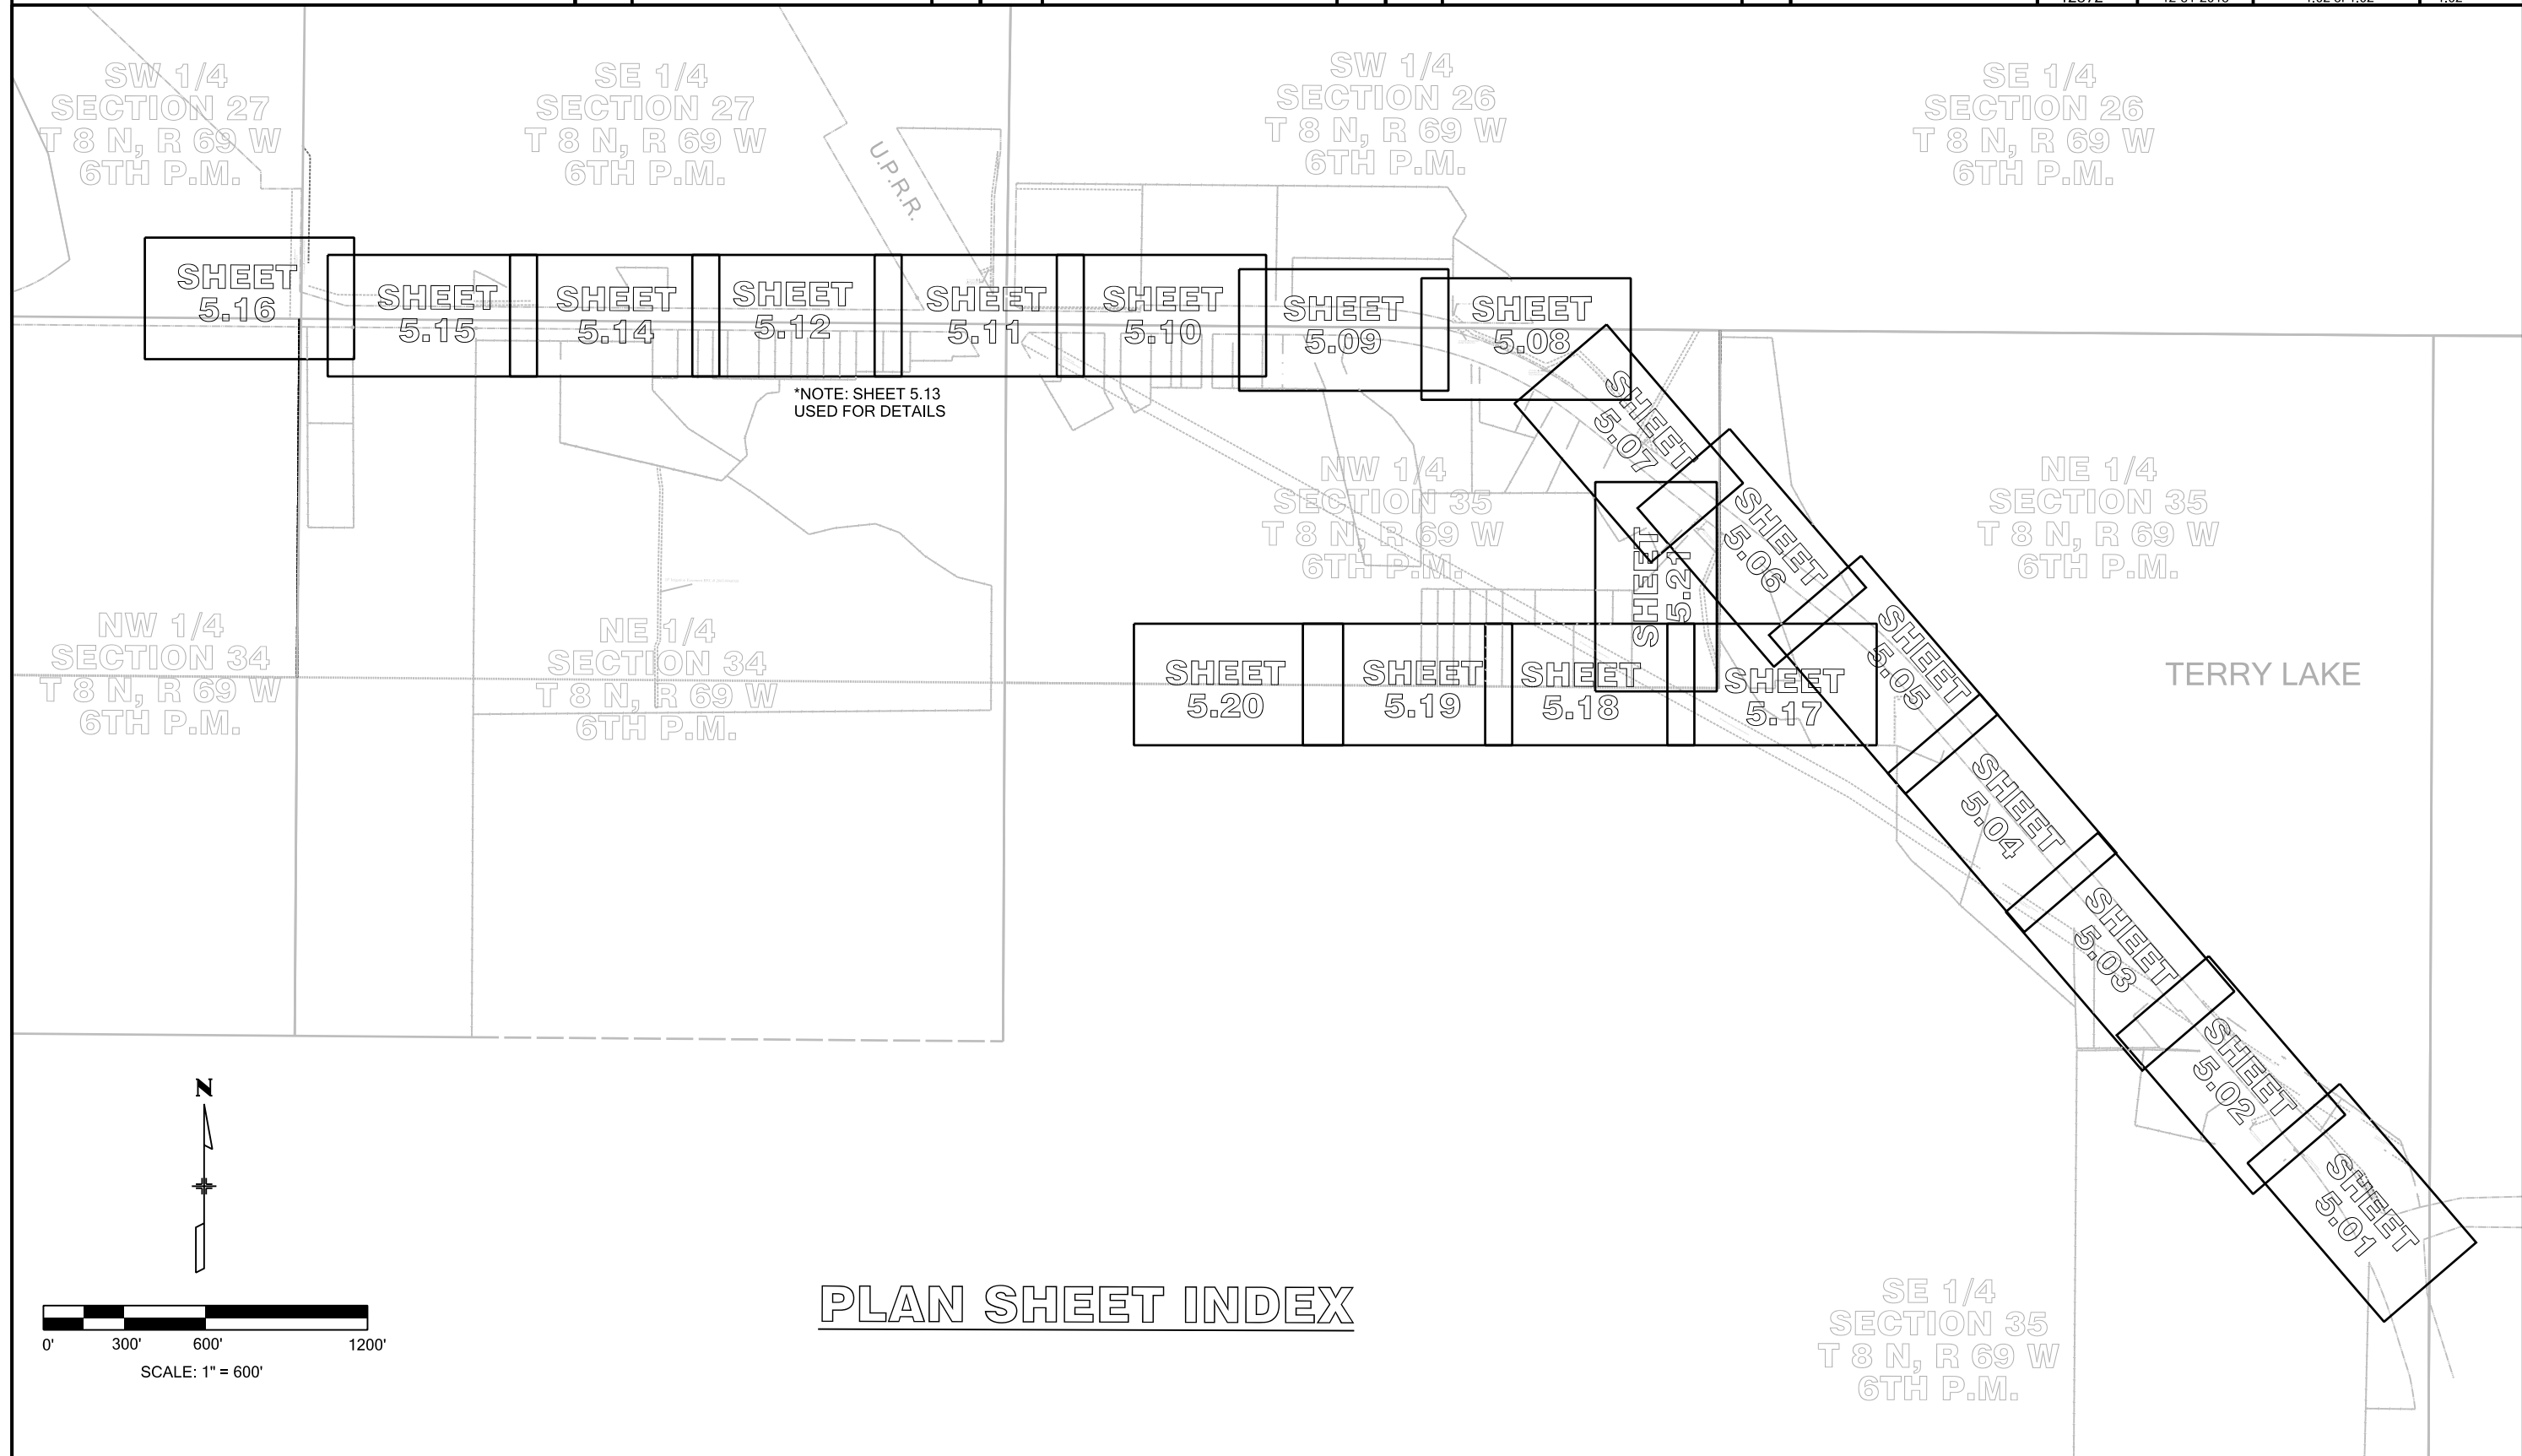 SW 1/4
SECTION 27
T 8 N, R 69 W
6TH P.M.
SE 1/4
SECTION 27
T 8 N, R 69 W
6TH P.M.
SW 1/4
SECTION 26
T 8 N, R 69 W
6TH P.M.
SE 1/4
SECTION 26
T 8 N, R 69 W
6TH P.M.
U.P.R.R.
SHEET
5.16
SHEET
5.15
SHEET
5.14
SHEET
5.12
SHEET
5.11
SHEET
5.10
SHEET
5.09
SHEET
5.08
*NOTE: SHEET 5.13
USED FOR DETAILS
SHEET
5.07
SHEET
5.06
SHEET
5.21
NW 1/4
SECTION 35
T 8 N, R 69 W
6TH P.M.
NE 1/4
SECTION 35
T 8 N, R 69 W
6TH P.M.
NW 1/4
SECTION 34
T 8 N, R 69 W
6TH P.M.
NE 1/4
SECTION 34
T 8 N, R 69 W
6TH P.M.
SHEET
5.20
SHEET
5.19
SHEET
5.18
SHEET
5.17
SHEET
5.05
TERRY LAKE
SHEET
5.04
SHEET
5.03
SHEET
5.02
SHEET
5.01
N
0' 300' 600' 1200'
SCALE: 1" = 600'
PLAN SHEET INDEX
SE 1/4
SECTION 35
T 8 N, R 69 W
6TH P.M.